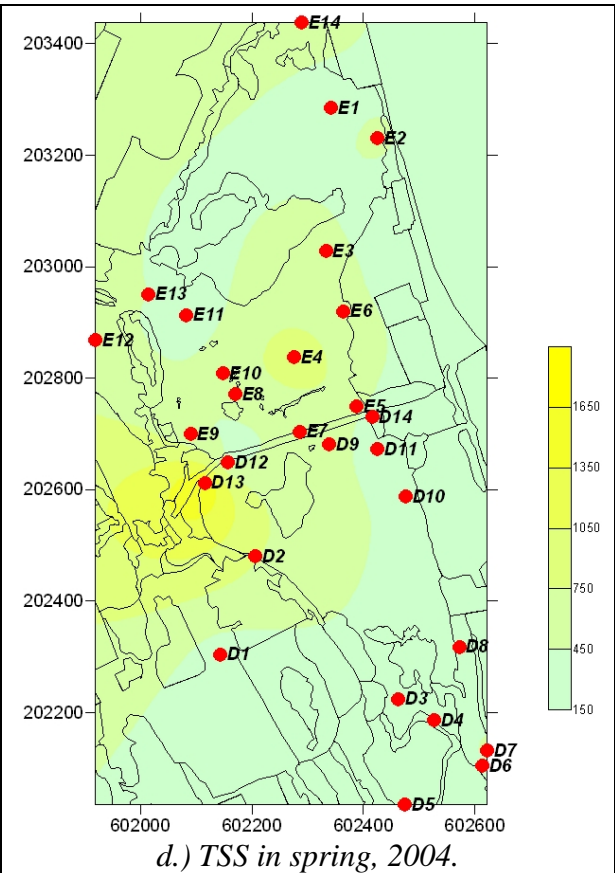 203400
E14
E1
203200
E2
203000
E3
E13
E11
E6
E12
E4
202800
E10
E8
E5
D14
E9
E7
D9
D11
D12
202600
D13
D10
D2
202400
D1
D8
202200
D3
D4
D7
D6
D5
602000 602200 602400 602600
1650
1350
1050
750
450
150
d.) TSS in spring, 2004.